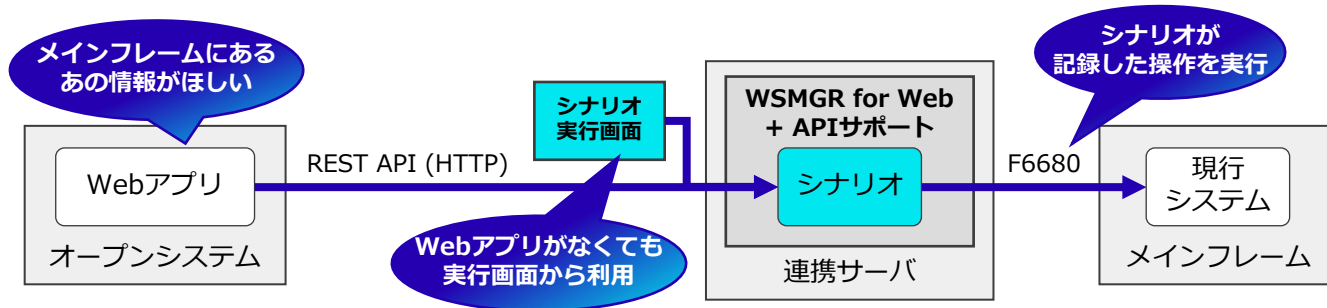 メインフレームにある
あの情報がほしい
Webアプリ
オープンシステム
REST API (HTTP)
シナリオ
実行画面
Webアプリがなくても
実行画面から利用
WSMGR for Web
+ APIサポート
シナリオ
連携サーバ
シナリオが
記録した操作を実行
F6680
現行
システム
メインフレーム